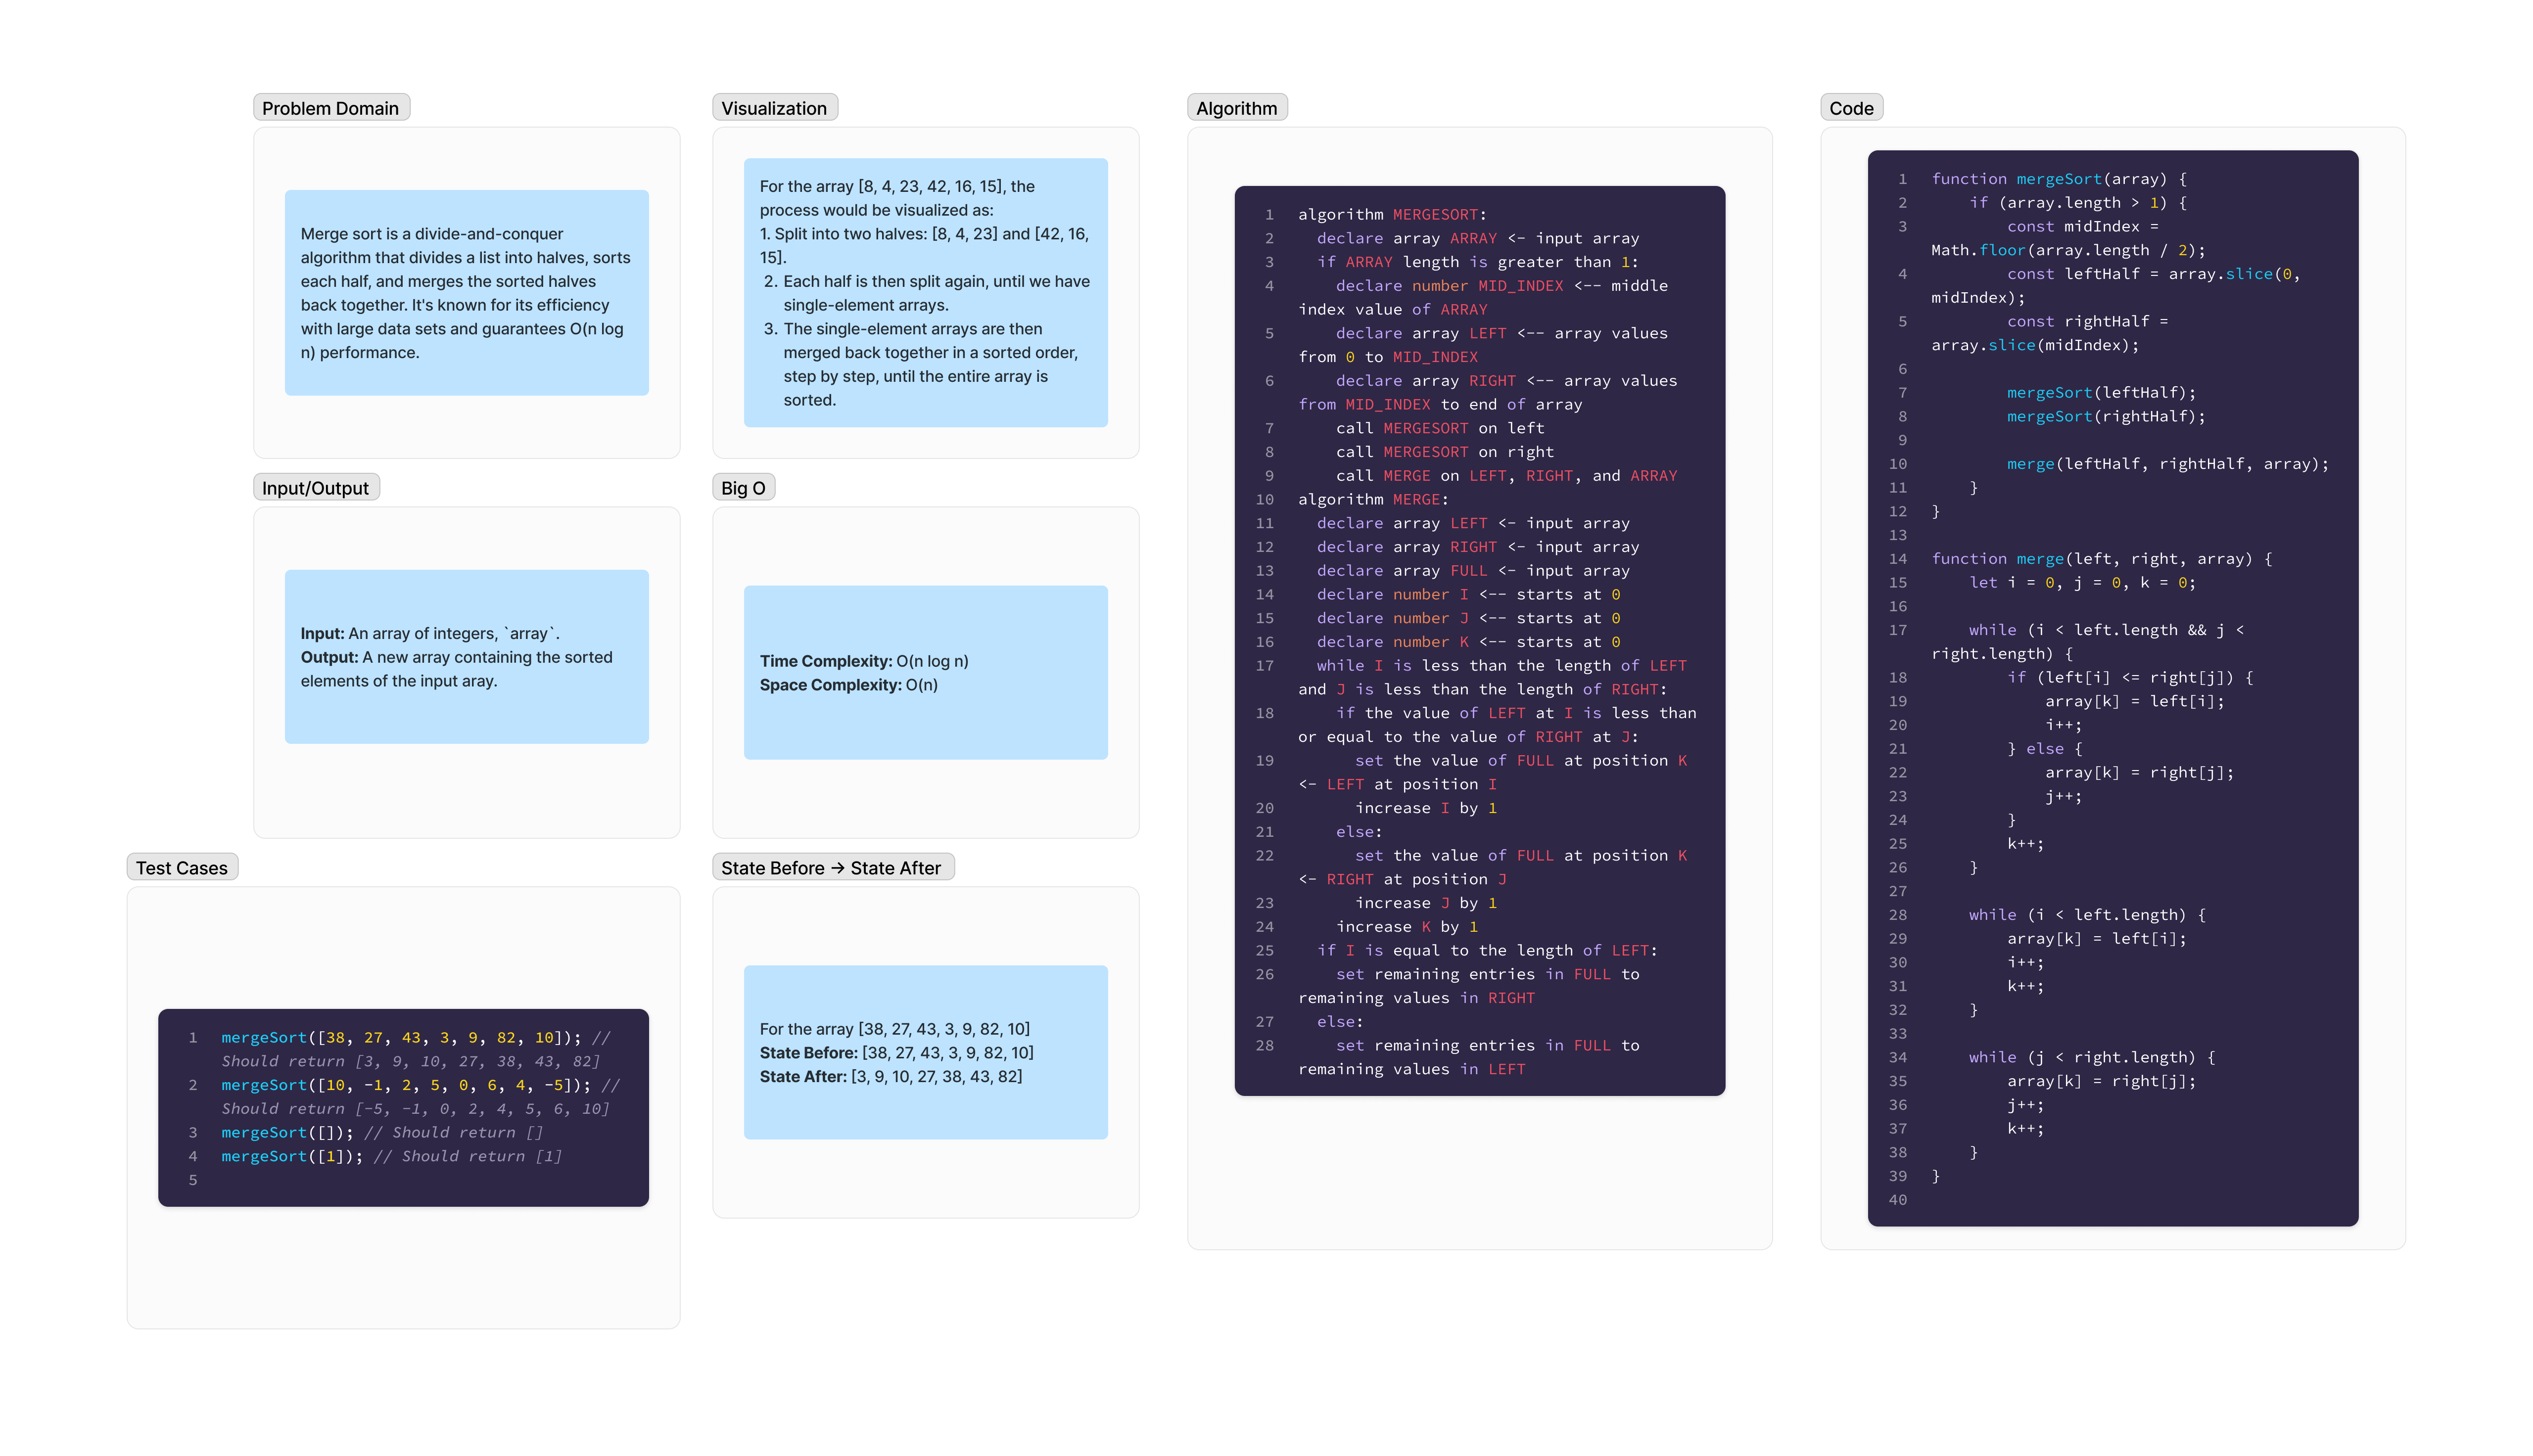 Problem Domain
Merge sort is a divide-and-conquer
algorithm that divides a list into halves, sorts
each half, and merges the sorted halves
back together. It's known for its efficiency
with large data sets and guarantees O(n log
n) performance.
Visualization
For the array [8, 4, 23, 42, 16, 15], the
process would be visualized as:
1. Split into two halves: [8, 4, 23] and [42, 16,
15].
2. Each half is then split again, until we have
single-element arrays.
3. The single-element arrays are then
merged back together in a sorted order,
step by step, until the entire array is
sorted.
Input/Output
Input: An array of integers, `array`.
Output: A new array containing the sorted
elements of the input aray.
Big O
Time Complexity: O(n log n)
Space Complexity: O(n)
Test Cases
1 mergeSort([38, 27, 43, 3, 9, 82, 10]); //
Should return [3, 9, 10, 27, 38, 43, 82]
2 mergeSort([10, -1, 2, 5, 0, 6, 4, -5]); //
Should return [-5, -1, 0, 2, 4, 5, 6, 10]
3 mergeSort([]); // Should return []
4 mergeSort([1]); // Should return [1]
5
State Before → State After
For the array [38, 27, 43, 3, 9, 82, 10]
State Before: [38, 27, 43, 3, 9, 82, 10]
State After: [3, 9, 10, 27, 38, 43, 82]
Algorithm
1 algorithm MERGESORT:
2   declare array ARRAY <- input array
3   if ARRAY length is greater than 1:
4     declare number MID_INDEX <-- middle
index value of ARRAY
5     declare array LEFT <-- array values
from 0 to MID_INDEX
6     declare array RIGHT <-- array values
from MID_INDEX to end of array
7     call MERGESORT on left
8     call MERGESORT on right
9     call MERGE on LEFT, RIGHT, and ARRAY
10 algorithm MERGE:
11   declare array LEFT <- input array
12   declare array RIGHT <- input array
13   declare array FULL <- input array
14   declare number I <-- starts at 0
15   declare number J <-- starts at 0
16   declare number K <-- starts at 0
17   while I is less than the length of LEFT
and J is less than the length of RIGHT:
18     if the value of LEFT at I is less than
or equal to the value of RIGHT at J:
19       set the value of FULL at position K
<- LEFT at position I
20       increase I by 1
21     else:
22       set the value of FULL at position K
<- RIGHT at position J
23       increase J by 1
24     increase K by 1
25   if I is equal to the length of LEFT:
26     set remaining entries in FULL to
remaining values in RIGHT
27   else:
28     set remaining entries in FULL to
remaining values in LEFT
Code
1 function mergeSort(array) {
2     if (array.length > 1) {
3         const midIndex =
Math.floor(array.length / 2);
4         const leftHalf = array.slice(0,
midIndex);
5         const rightHalf =
array.slice(midIndex);
6
7         mergeSort(leftHalf);
8         mergeSort(rightHalf);
9
10         merge(leftHalf, rightHalf, array);
11     }
12 }
13
14 function merge(left, right, array) {
15     let i = 0, j = 0, k = 0;
16
17     while (i < left.length && j <
right.length) {
18         if (left[i] <= right[j]) {
19             array[k] = left[i];
20             i++;
21         } else {
22             array[k] = right[j];
23             j++;
24         }
25         k++;
26     }
27
28     while (i < left.length) {
29         array[k] = left[i];
30         i++;
31         k++;
32     }
33
34     while (j < right.length) {
35         array[k] = right[j];
36         j++;
37         k++;
38     }
39 }
40